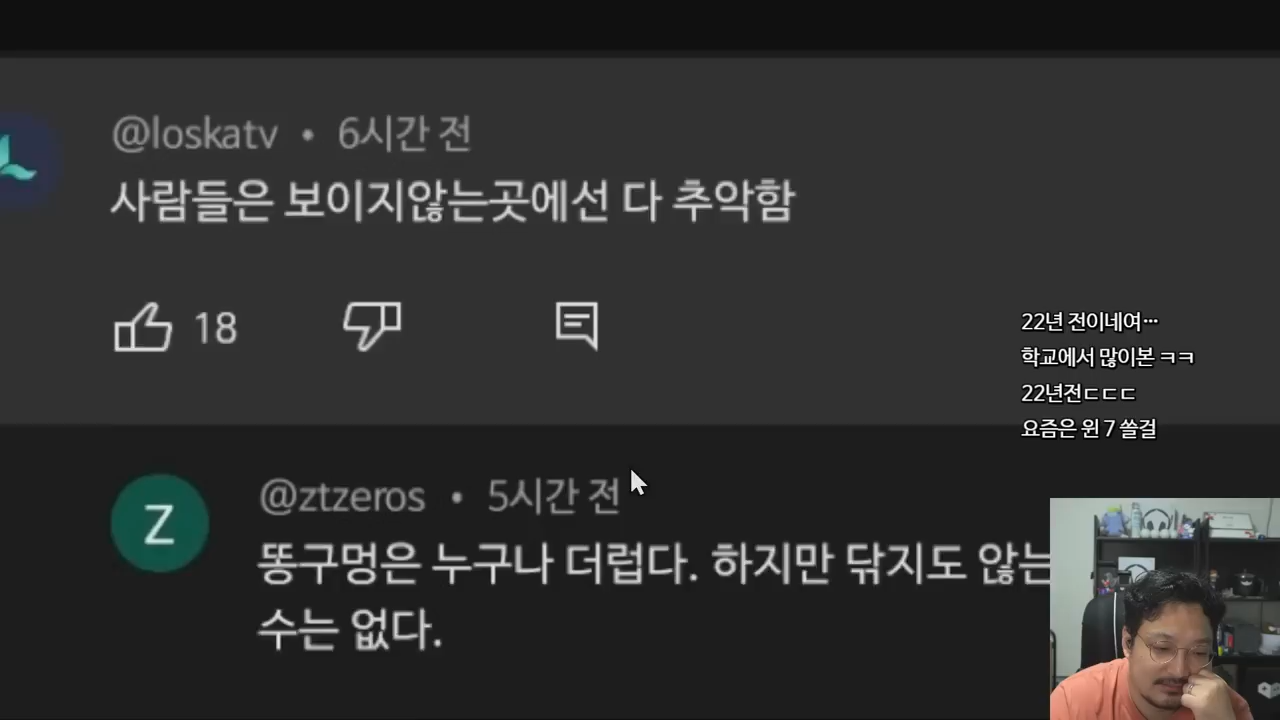 @loskatv • 6시간 전
사람들은 보이지않는곳에선 다 추악함
18
22년 전이네여…
학교에서 많이본 ㅋㅋ
22년전ㄷㄷㄷ
요즘은 윈 7 쓸걸
Z
@ztzeros • 5시간 전
똥구멍은 누구나 더럽다. 하지만 닦지도 않는
수는 없다.